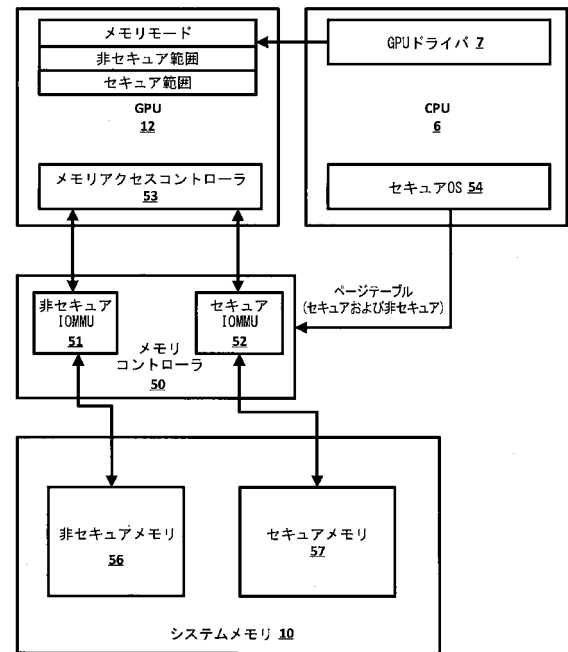 メモリモード
非セキュア範囲
セキュア範囲
GPU
12
メモリアクセスコントローラ
53
GPUドライバ 7
CPU
6
セキュアOS 54
ページテーブル
(セキュアおよび非セキュア)
非セキュア
IOMMU
51
セキュア
IOMMU
52
メモリ
コントローラ
50
非セキュアメモリ
56
セキュアメモリ
57
システムメモリ 10